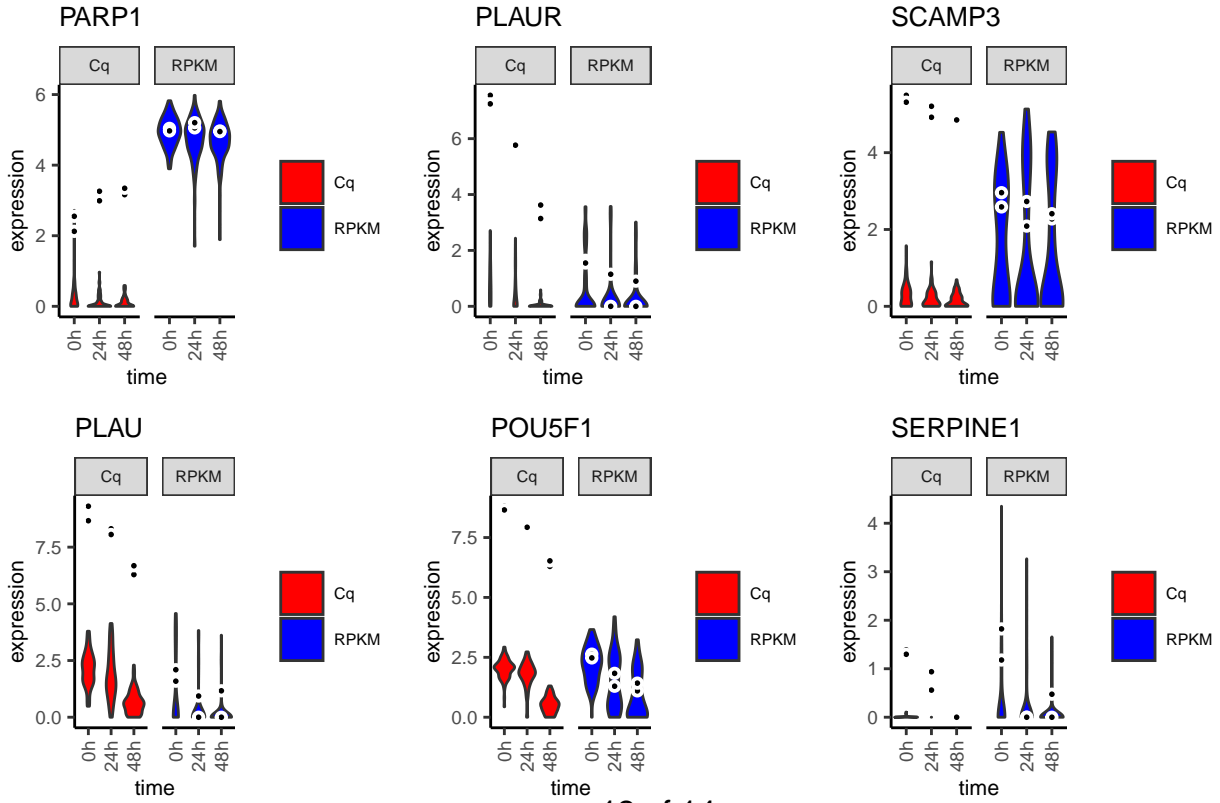 PARP1
Cq RPKM
expression
6
4
2
0
0h 24h 48h 0h 24h 48h
time
Cq
RPKM
PLAUR
Cq RPKM
expression
6
4
2
0
0h 24h 48h 0h 24h 48h
time
Cq
RPKM
SCAMP3
Cq RPKM
expression
4
2
0
0h 24h 48h 0h 24h 48h
time
Cq
RPKM
PLAU
Cq RPKM
expression
7.5
5.0
2.5
0.0
0h 24h 48h 0h 24h 48h
time
Cq
RPKM
POU5F1
Cq RPKM
expression
7.5
5.0
2.5
0.0
0h 24h 48h 0h 24h 48h
time
Cq
RPKM
SERPINE1
Cq RPKM
expression
4
3
2
1
0
0h 24h 48h 0h 24h 48h
time
Cq
RPKM